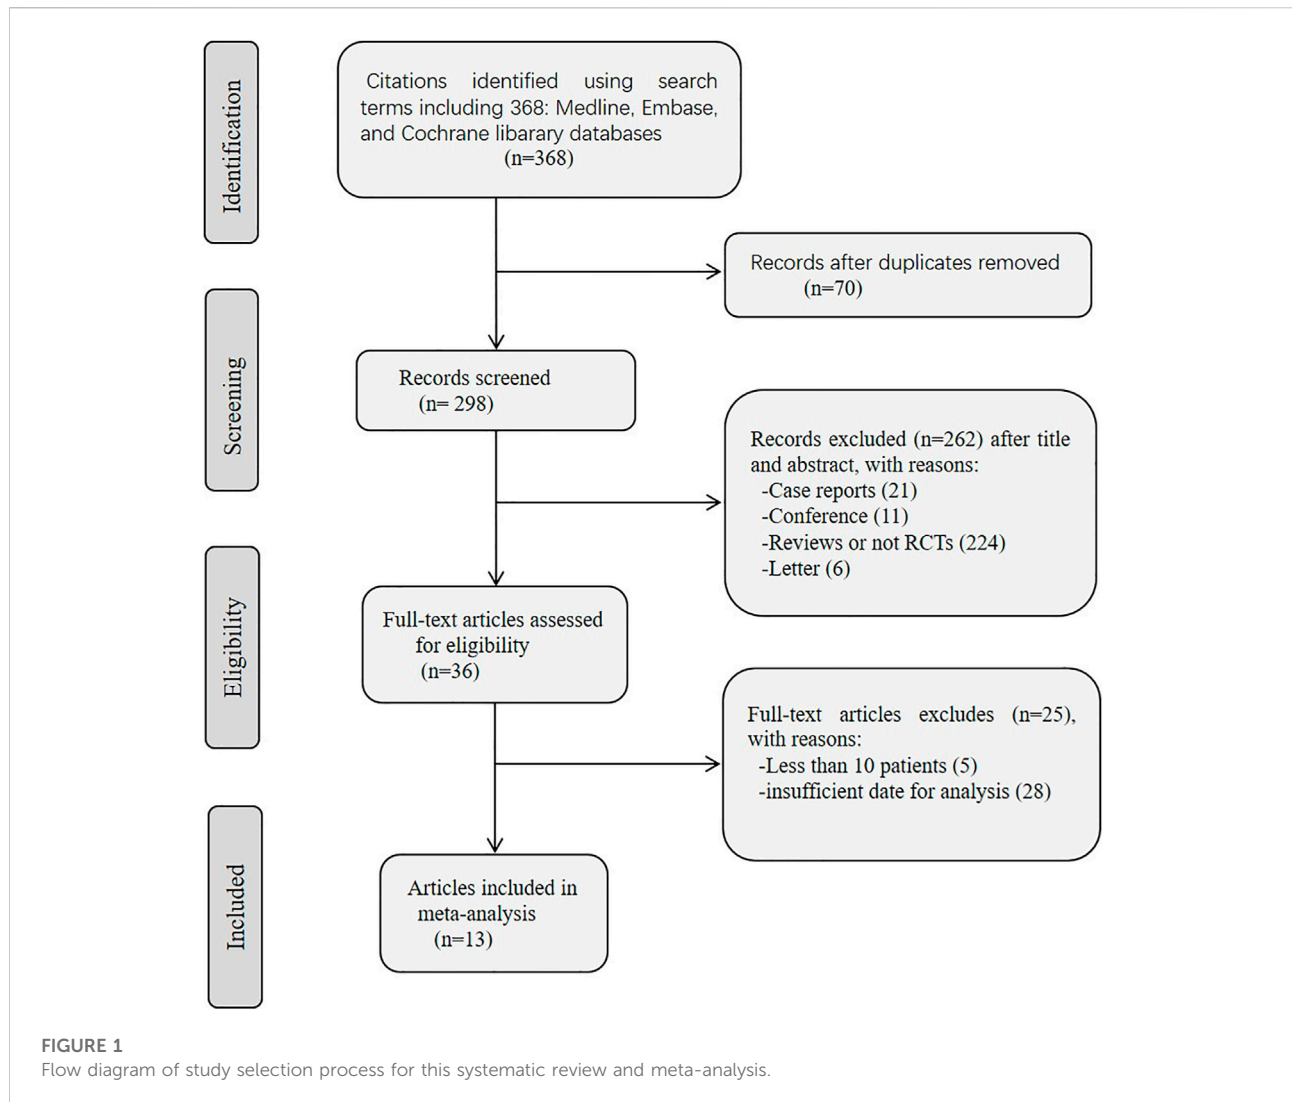 Identification
Citations identified using search
terms including 368: Medline, Embase,
and Cochrane libarary databases
(n=368)
Records after duplicates removed
(n=70)
Screening
Records screened
(n= 298)
Records excluded (n=262) after title
and abstract, with reasons:
-Case reports (21)
-Conference (11)
-Reviews or not RCTs (224)
-Letter (6)
Eligibility
Full-text articles assessed
for eligibility
(n=36)
Full-text articles excludes (n=25),
with reasons:
-Less than 10 patients (5)
-insufficient date for analysis (28)
Included
Articles included in
meta-analysis
(n=13)
FIGURE 1
Flow diagram of study selection process for this systematic review and meta-analysis.